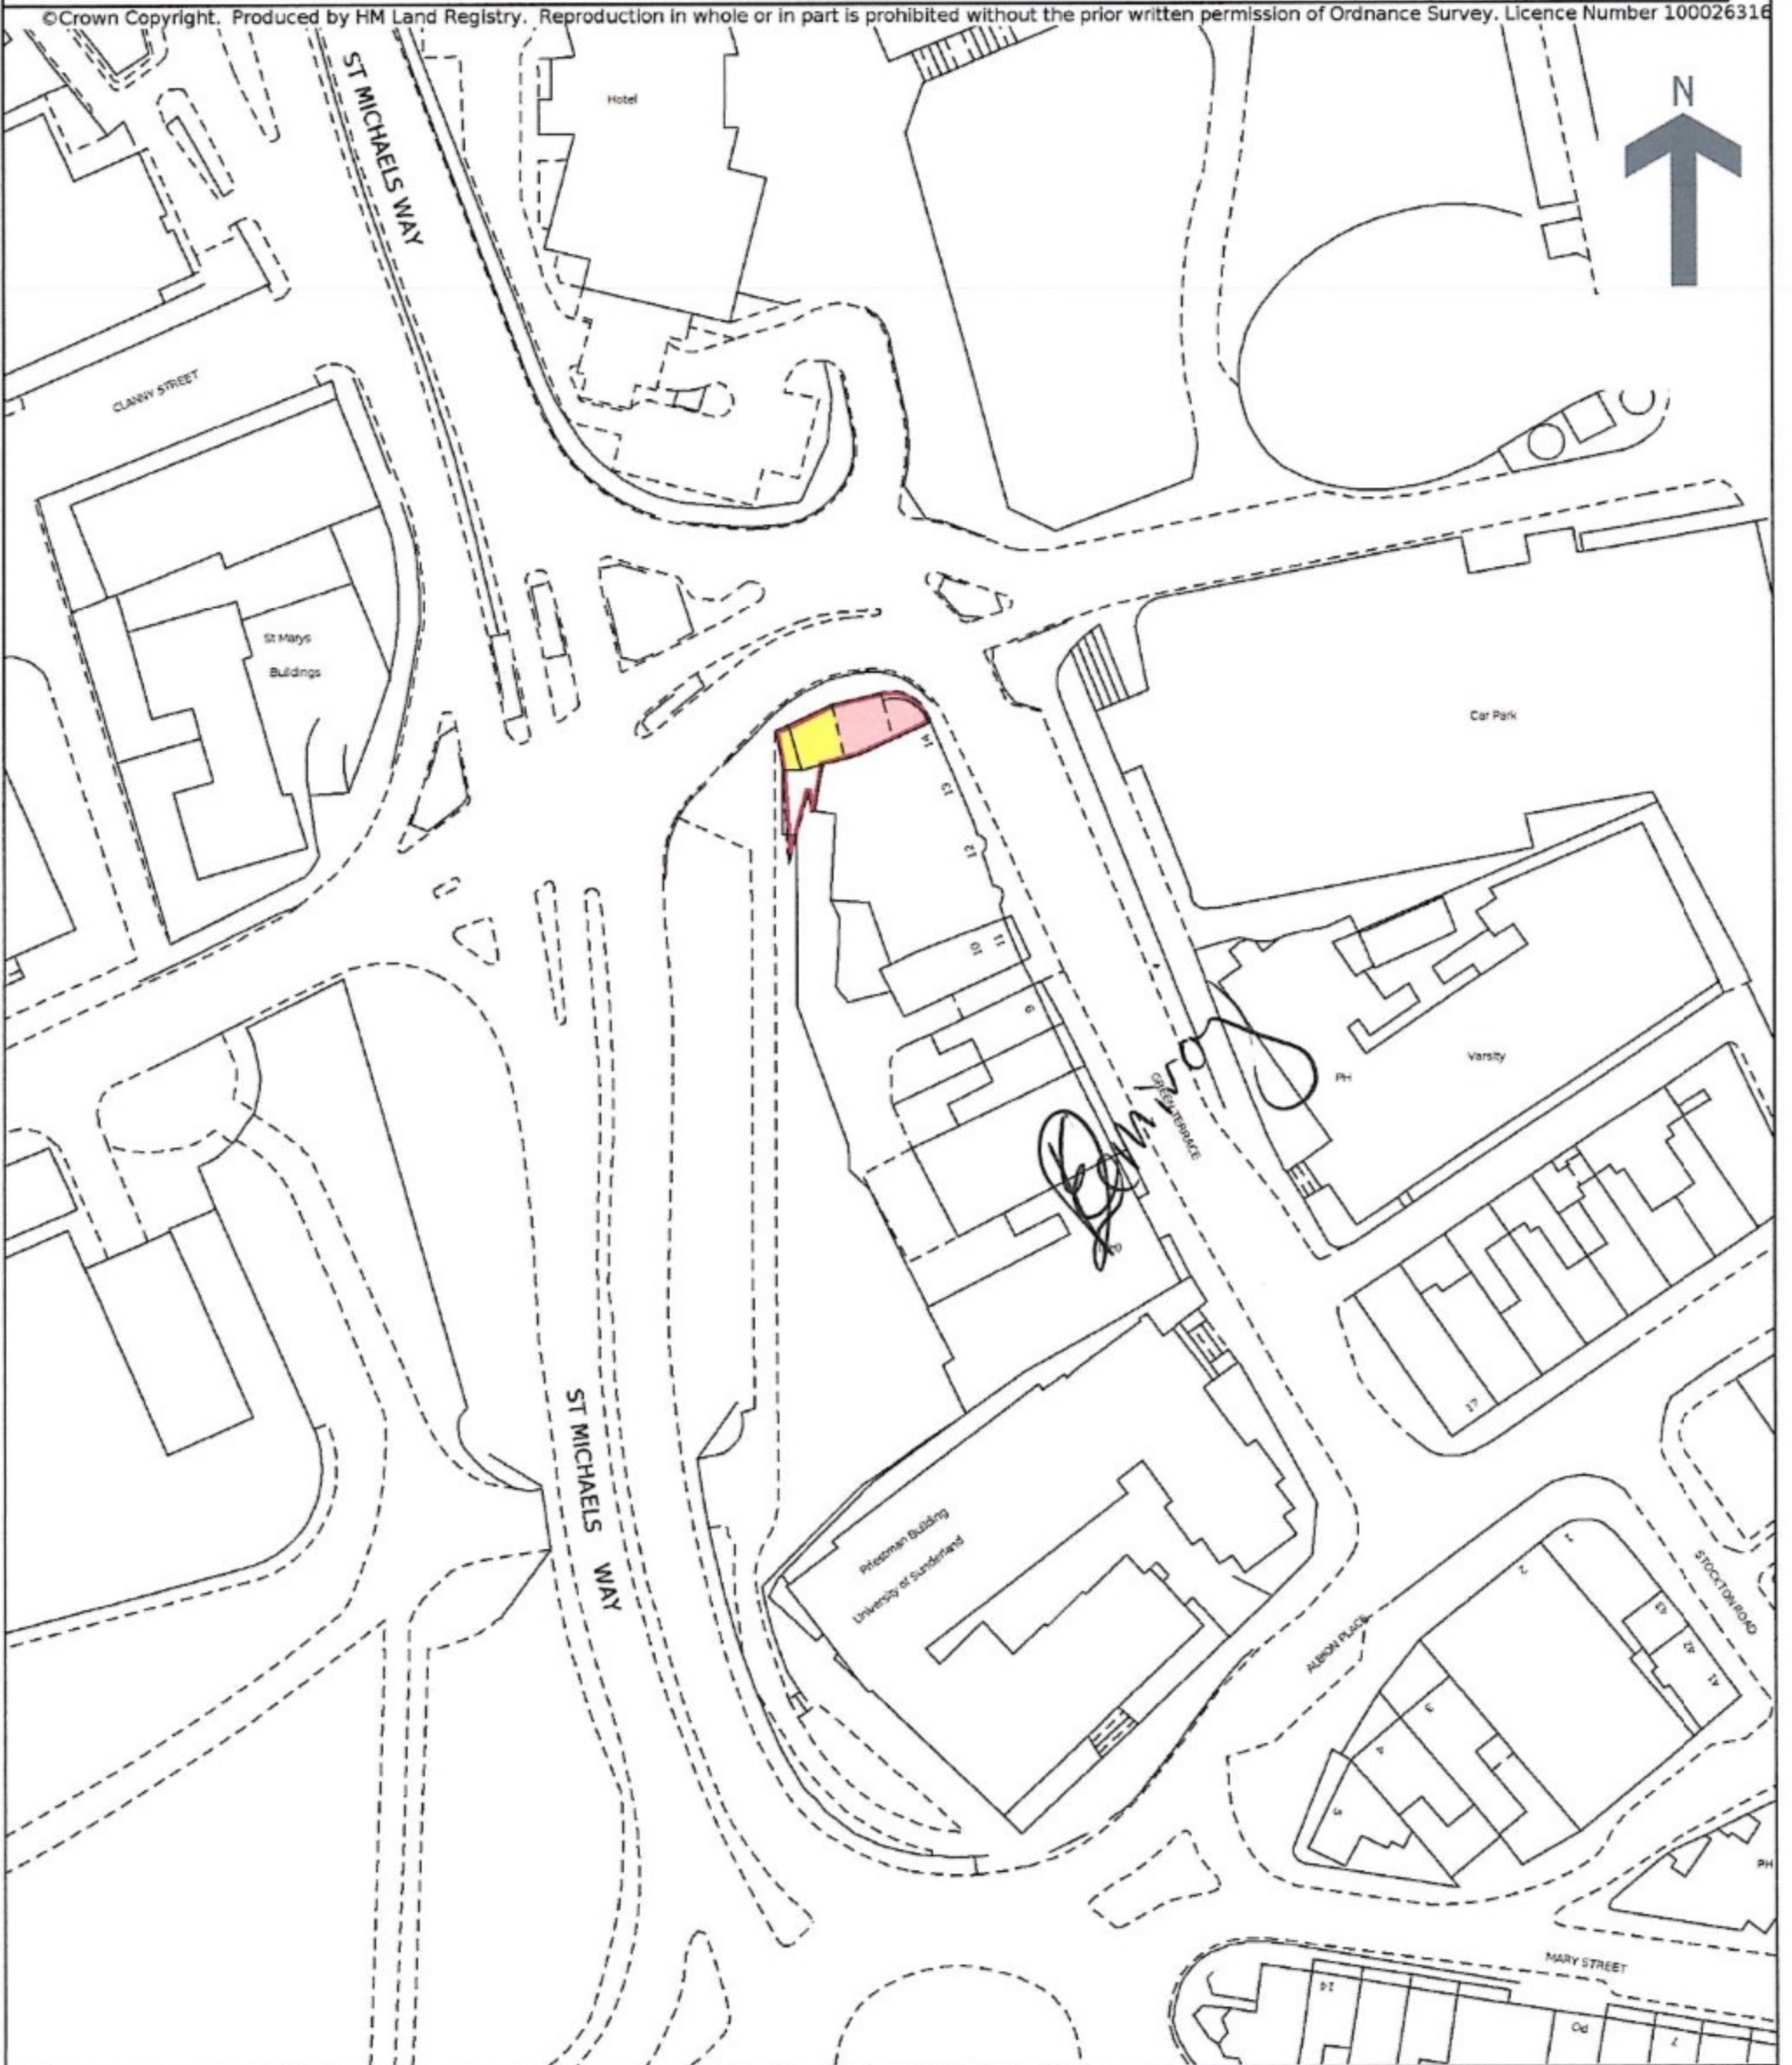 ©Crown Copyright. Produced by HM Land Registry. Reproduction in whole or in part is prohibited without the prior written permission of Ordnance Survey. Licence Number 100026316
N
ST MICHAELS WAY
Hotel
CLANNY STREET
St Marys
Buildings
Car Park
14
13
12
11
10
9
Varsity
PH
GREEN TERRACE
17
ST MICHAELS WAY
Priestman Building
University of Sunderland
STOCKTON ROAD
ALBION PLACE
1
2
43
42
41
3
4
5
PH
MARY STREET
14
PO
7